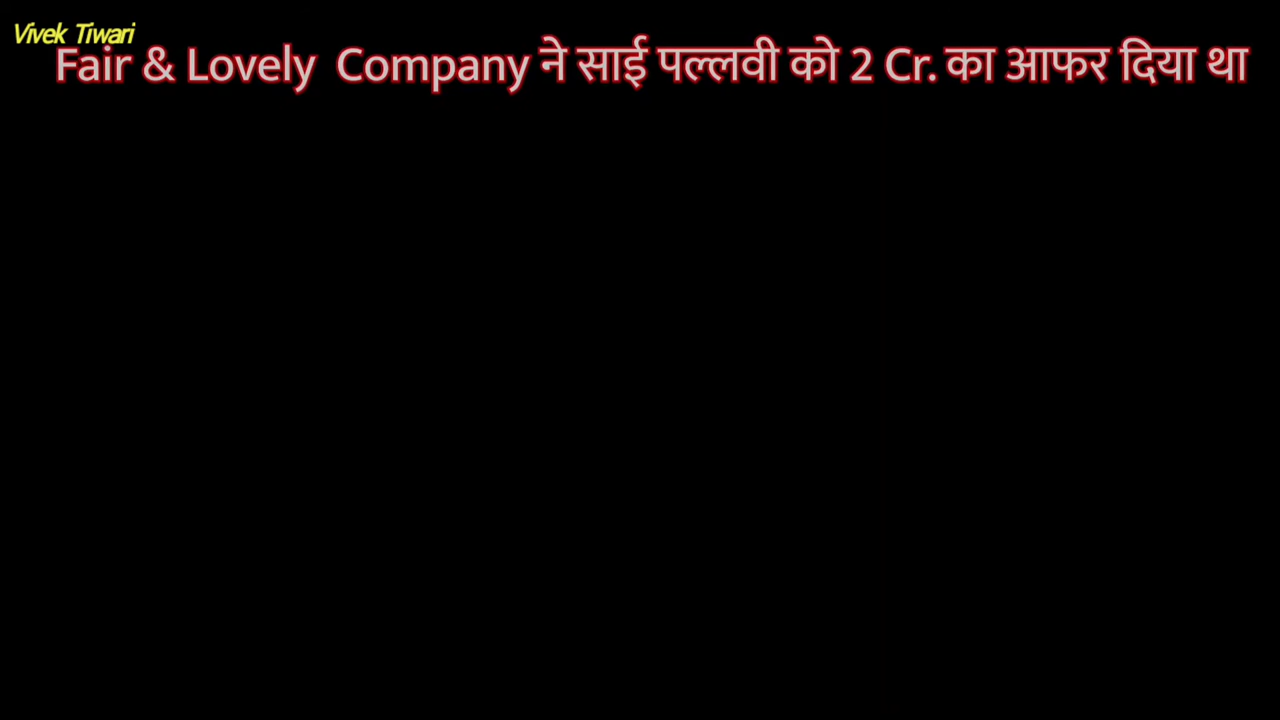 Vivek Tiwari
Fair & Lovely Company ने साई पल्लवी को 2 Cr. का आफर दिया था